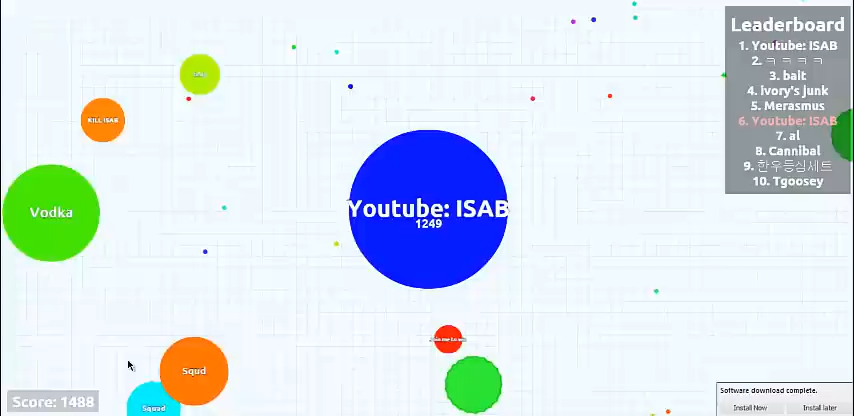 Leaderboard
1. Youtube: ISAB
2. ㅋ ㅋ ㅋ ㅋ
3. bait
4. ivory's junk
5. Merasmus
6. Youtube: ISAB
7. al
8. Cannibal
9. 한우등심세트
10. Tgoosey
KILL ISAB
Vodka
Youtube: ISAB
1249
Squd
Squad
Score: 1488
Software download complete.
Install Now
Install later